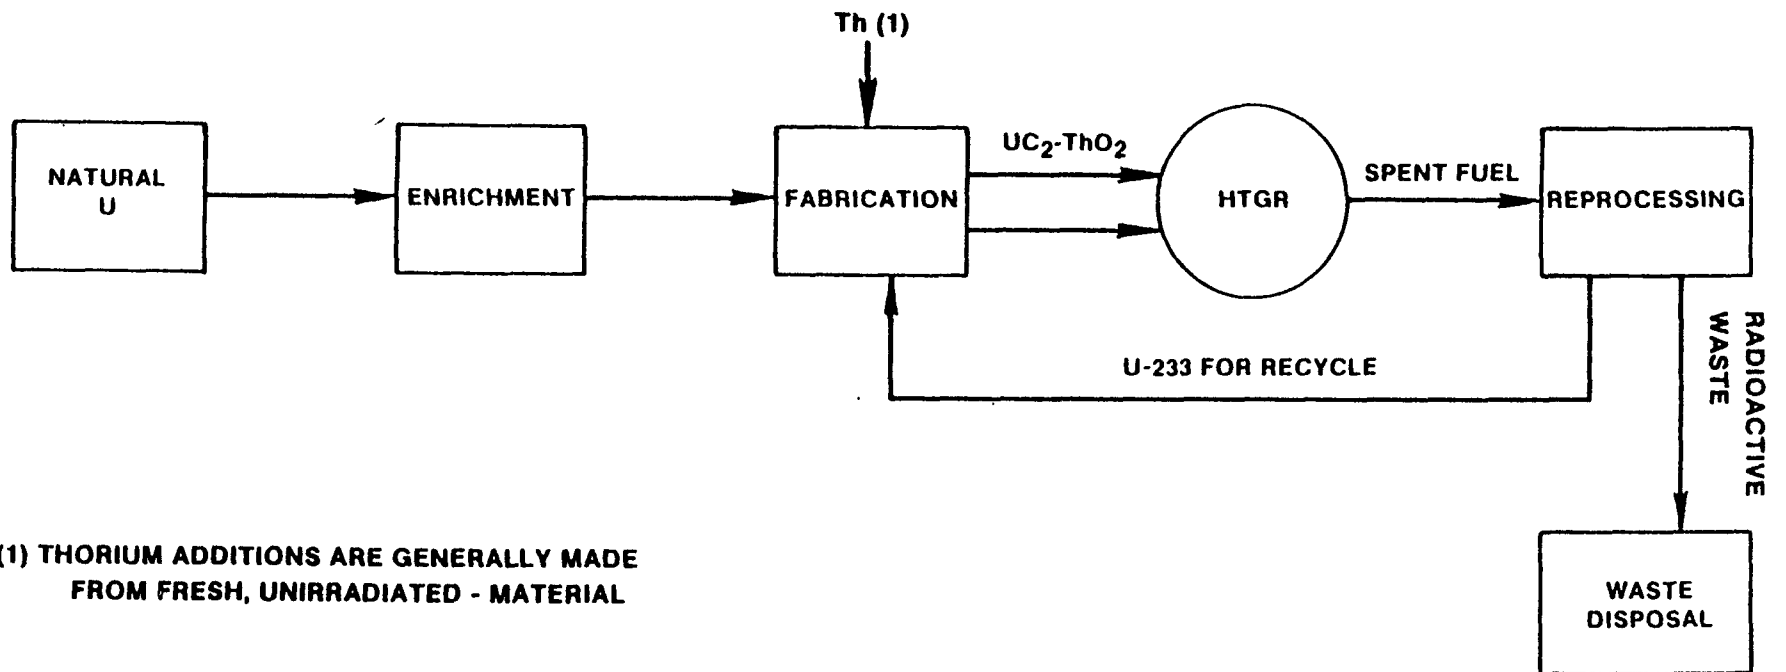 Th (1)
NATURAL
U
ENRICHMENT
FABRICATION
UC₂-ThO₂
HTGR
SPENT FUEL
REPROCESSING
U-233 FOR RECYCLE
RADIOACTIVE
WASTE
(1) THORIUM ADDITIONS ARE GENERALLY MADE
FROM FRESH, UNIRRADIATED - MATERIAL
WASTE
DISPOSAL